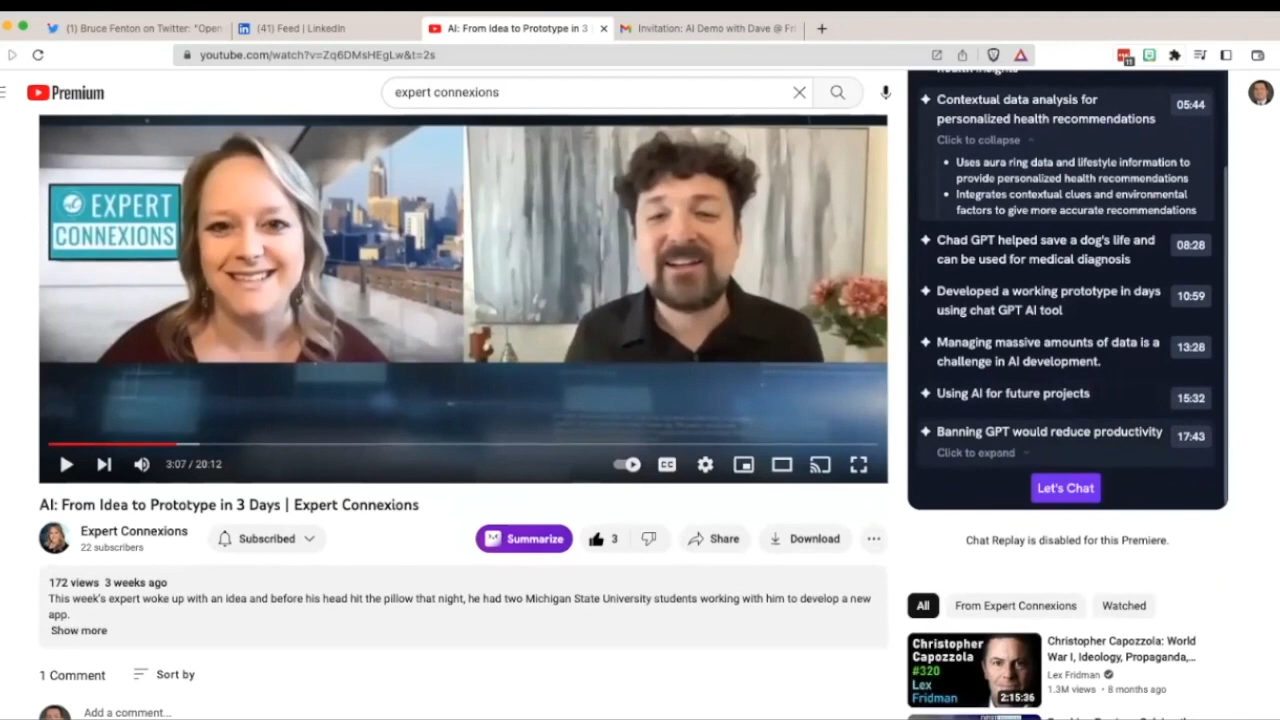 (1) Bruce Fenton on Twitter: "Open
(41) Feed | LinkedIn
AI: From Idea to Prototype in 3
Invitation: AI Demo with Dave @ Fri
youtube.com/watch?v=Zq6DMsHEgLw&t=2s
Premium
expert connexions
EXPERT
CONNEXIONS
3:07 / 20:12
CC
AI: From Idea to Prototype in 3 Days | Expert Connexions
Expert Connexions
22 subscribers
Subscribed
Summarize
3
Share
Download
172 views 3 weeks ago
This week's expert woke up with an idea and before his head hit the pillow that night, he had two Michigan State University students working with him to develop a new
app.
Show more
1 Comment
Sort by
Add a comment...
health insights
Contextual data analysis for
personalized health recommendations
05:44
Click to collapse
Uses aura ring data and lifestyle information to
provide personalized health recommendations
Integrates contextual clues and environmental
factors to give more accurate recommendations
Chad GPT helped save a dog's life and
can be used for medical diagnosis
08:28
Developed a working prototype in days
using chat GPT AI tool
10:59
Managing massive amounts of data is a
challenge in AI development.
13:28
Using AI for future projects
15:32
Banning GPT would reduce productivity
17:43
Click to expand
Let's Chat
Chat Replay is disabled for this Premiere.
All
From Expert Connexions
Watched
Christopher
Capozzola
#320
Lex
Fridman
2:15:36
Christopher Capozzola: World
War I, Ideology, Propaganda,...
Lex Fridman
1.3M views • 8 months ago